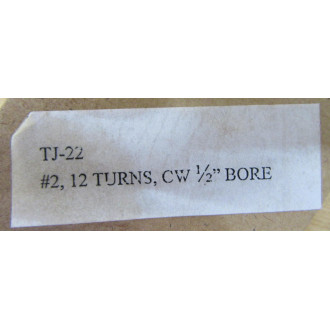 TJ-22
#2, 12 TURNS, CW ½” BORE